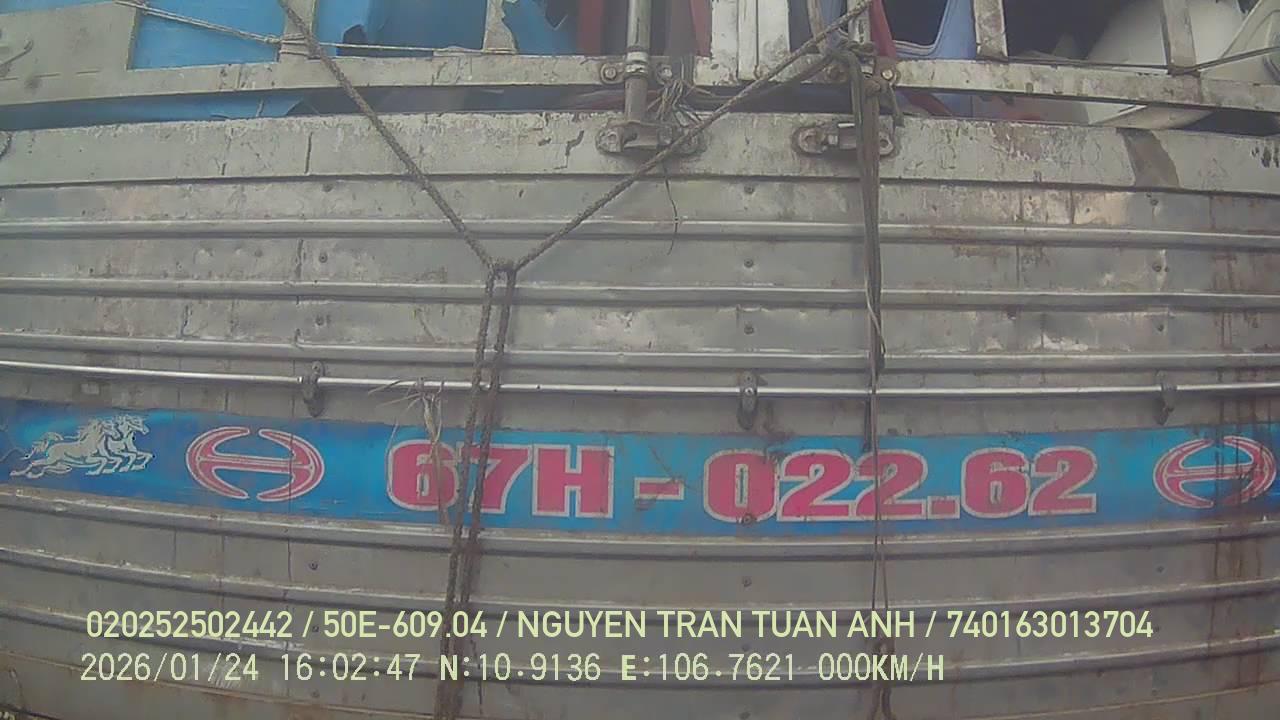 67H-022.62
020252502442 / 50E-609.04 / NGUYEN TRAN TUAN ANH / 740163013704
2026/01/24 16:02:47 N:10.9136 E:106.7621 000KM/H